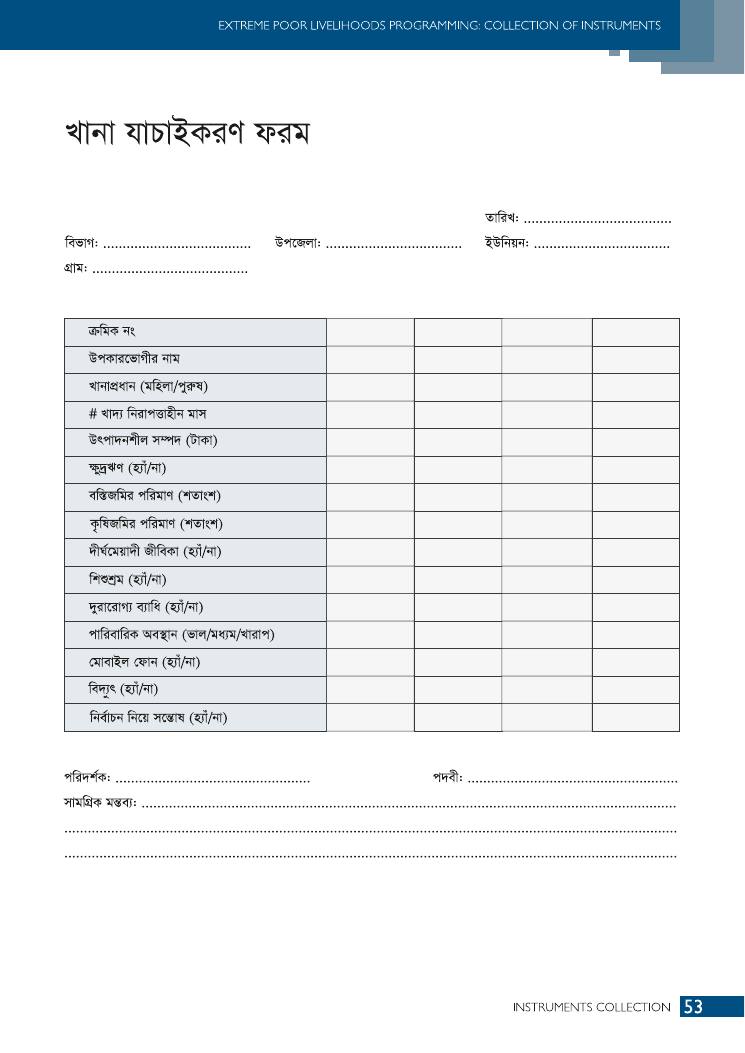 EXTREME POOR LIVELIHOODS PROGRAMMING: COLLECTION OF INSTRUMENTS
খানা যাচাইকরণ ফরম
তারিখ: ......................................
বিভাগ: ...................................... উপজেলা: ................................... ইউনিয়ন: ...................................
গ্রাম: ........................................
ক্রমিক নং
উপকারভোগীর নাম
খানাপ্রধান (মহিলা/পুরুষ)
# খাদ্য নিরাপত্তাহীন মাস
উৎপাদনশীল সম্পদ (টাকা)
ক্ষুদ্রঋণ (হ্যাঁ/না)
বস্তিজমির পরিমাণ (শতাংশ)
কৃষিজমির পরিমাণ (শতাংশ)
দীর্ঘমেয়াদী জীবিকা (হ্যাঁ/না)
শিশুশ্রম (হ্যাঁ/না)
দুরারোগ্য ব্যাধি (হ্যাঁ/না)
পারিবারিক অবস্থান (ভাল/মধ্যম/খারাপ)
মোবাইল ফোন (হ্যাঁ/না)
বিদ্যুৎ (হ্যাঁ/না)
নির্বাচন নিয়ে সন্তোষ (হ্যাঁ/না)
পরিদর্শক: .................................................. পদবী: ......................................................
সামগ্রিক মন্তব্য: ..........................................................................................................................................
..............................................................................................................................................................
..............................................................................................................................................................
INSTRUMENTS COLLECTION 53